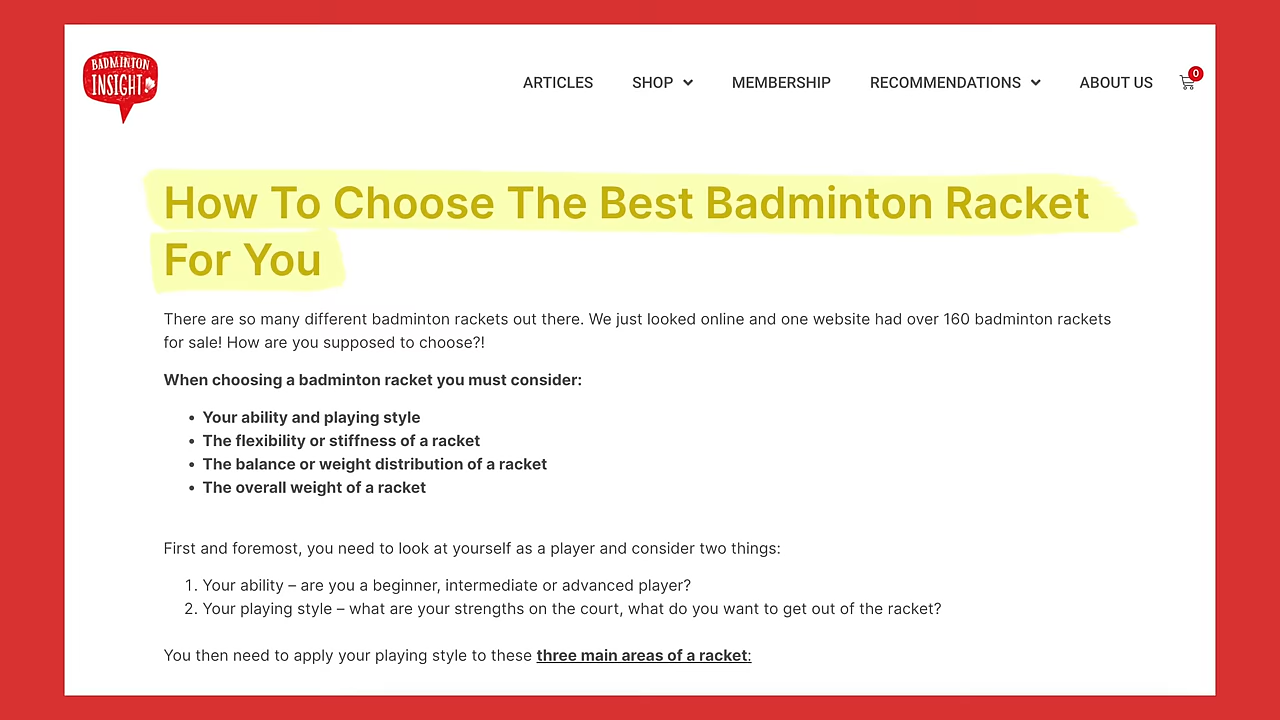 BADMINTON
INSIGHT
ARTICLES SHOP MEMBERSHIP RECOMMENDATIONS ABOUT US 0
How To Choose The Best Badminton Racket
For You
There are so many different badminton rackets out there. We just looked online and one website had over 160 badminton rackets
for sale! How are you supposed to choose?!
When choosing a badminton racket you must consider:
• Your ability and playing style
• The flexibility or stiffness of a racket
• The balance or weight distribution of a racket
• The overall weight of a racket
First and foremost, you need to look at yourself as a player and consider two things:
1. Your ability – are you a beginner, intermediate or advanced player?
2. Your playing style – what are your strengths on the court, what do you want to get out of the racket?
You then need to apply your playing style to these three main areas of a racket: